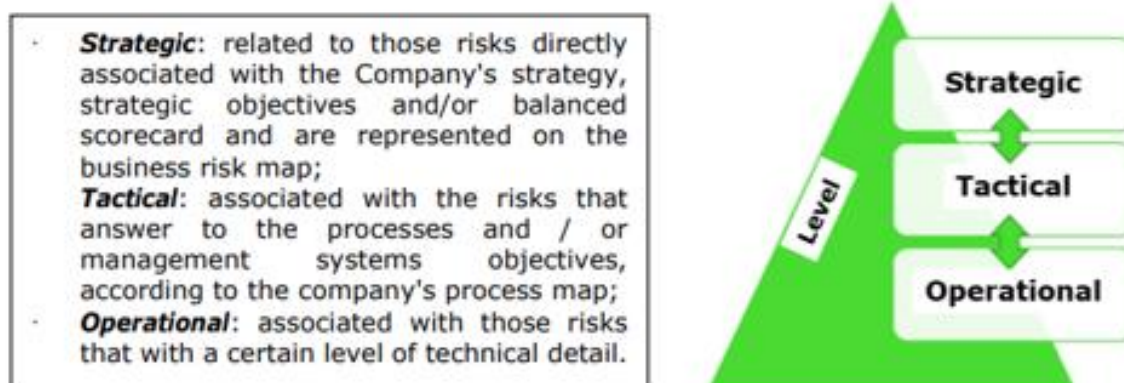 · Strategic: related to those risks directly
associated with the Company's strategy,
strategic objectives and/or balanced
scorecard and are represented on the
business risk map;
Tactical: associated with the risks that
answer to the processes and / or
management systems objectives,
according to the company's process map;
· Operational: associated with those risks
that with a certain level of technical detail.
Level
Strategic
Tactical
Operational